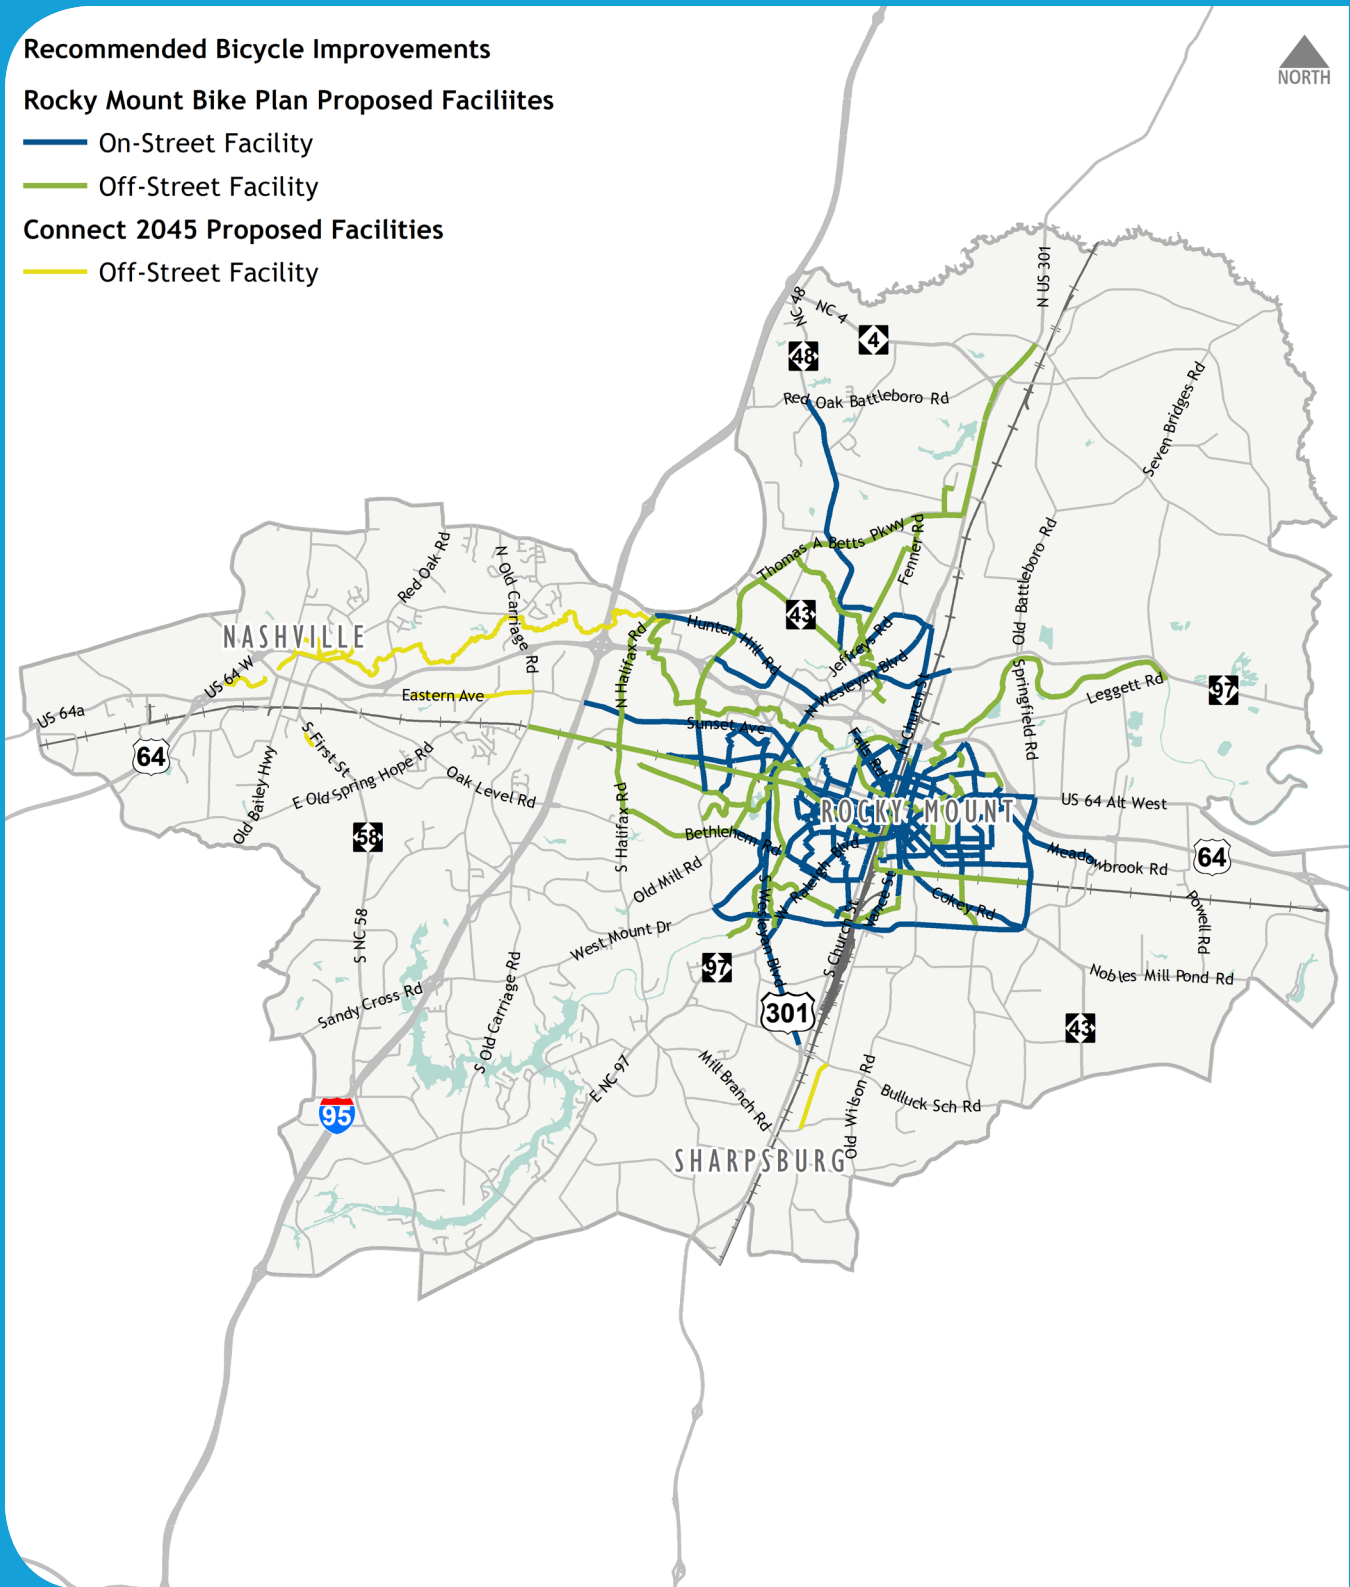 Recommended Bicycle Improvements
Rocky Mount Bike Plan Proposed Faciliites
On-Street Facility
Off-Street Facility
Connect 2045 Proposed Facilities
Off-Street Facility
NORTH
N US 301
NC 48
NC 4
4
48
Red Oak Battleboro Rd
Seven Bridges Rd
Thomas A Betts Pkwy
Fenner Rd
Old Battleboro Rd
Red Oak Rd
N Old Carriage Rd
43
NASHVILLE
Hunter Hill Rd
Jeffreys Rd
N Halifax Rd
US 64 W
N Wesleyan Blvd
Springfield Rd
Leggett Rd
97
Eastern Ave
US 64a
Sunset Ave
N Church St
Falls Rd
64
S First St
Old Bailey Hwy
E Old Spring Hope Rd
Oak Level Rd
S Halifax Rd
ROCKY MOUNT
US 64 Alt West
58
Bethlehem Rd
W Raleigh Blvd
Meadowbrook Rd
64
Old Mill Rd
S Wesleyan Blvd
Vance St
Cokey Rd
Powell Rd
S NC 58
West Mount Dr
S Church St
97
Nobles Mill Pond Rd
Sandy Cross Rd
S Old Carriage Rd
301
43
E NC 97
Mill Branch Rd
Old Wilson Rd
Bulluck Sch Rd
95
SHARPSBURG